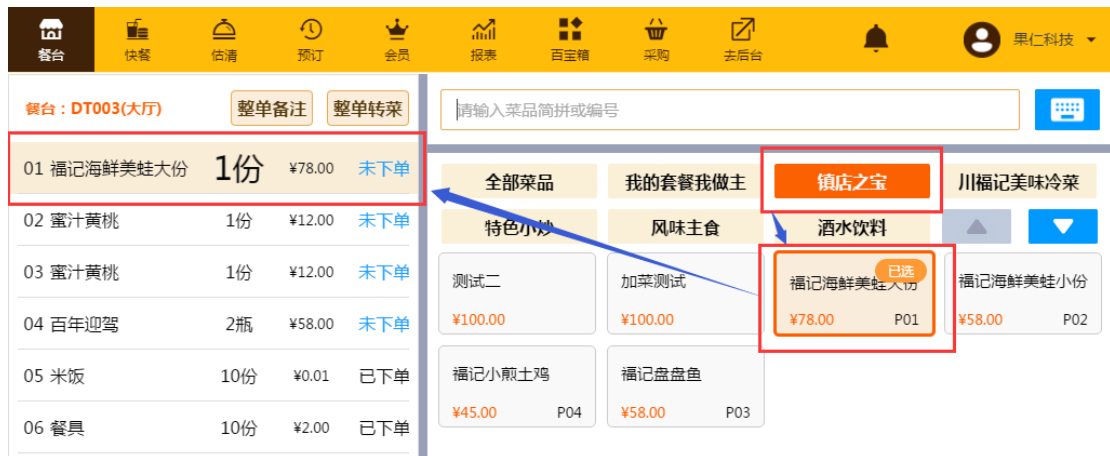 餐台 快餐 估清 预订 会员 报表 百宝箱 采购 去后台 果仁科技
餐台：DT003(大厅) 整单备注 整单转菜
01 福记海鲜美蛙大份 1份 ¥78.00 未下单
02 蜜汁黄桃 1份 ¥12.00 未下单
03 蜜汁黄桃 1份 ¥12.00 未下单
04 百年迎驾 2瓶 ¥58.00 未下单
05 米饭 10份 ¥0.01 已下单
06 餐具 10份 ¥2.00 已下单
请输入菜品简拼或编号
全部菜品 我的套餐我做主 镇店之宝 川福记美味冷菜
特色小炒 风味主食 酒水饮料
已选
测试二 加菜测试 福记海鲜美蛙大份 福记海鲜美蛙小份
¥100.00 ¥100.00 ¥78.00 P01 ¥58.00 P02
福记小煎土鸡 福记盘盘鱼
¥45.00 P04 ¥58.00 P03